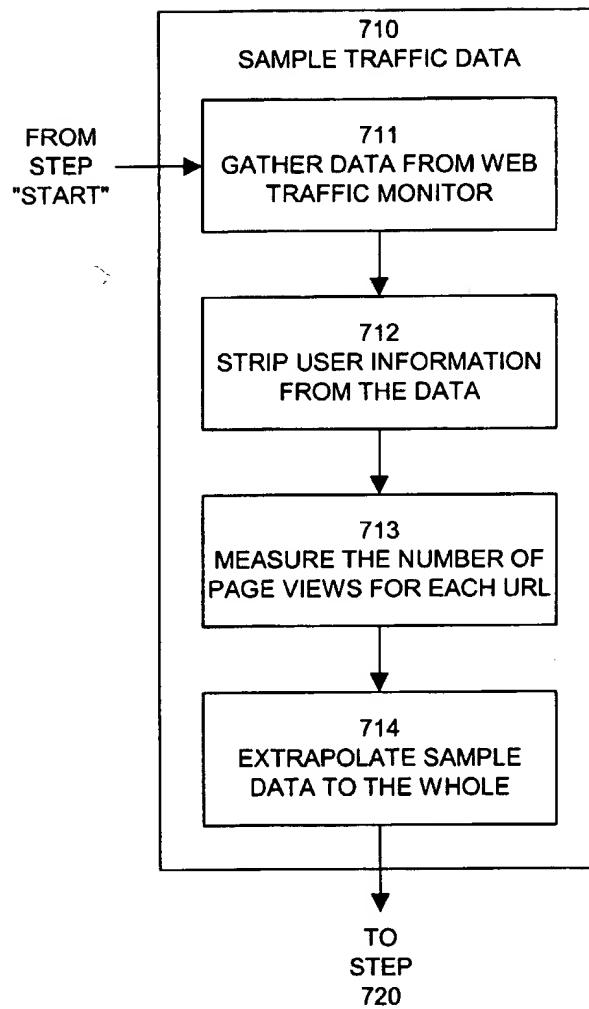 710
SAMPLE TRAFFIC DATA
FROM
STEP
"START"
711
GATHER DATA FROM WEB
TRAFFIC MONITOR
712
STRIP USER INFORMATION
FROM THE DATA
713
MEASURE THE NUMBER OF
PAGE VIEWS FOR EACH URL
714
EXTRAPOLATE SAMPLE
DATA TO THE WHOLE
TO
STEP
720